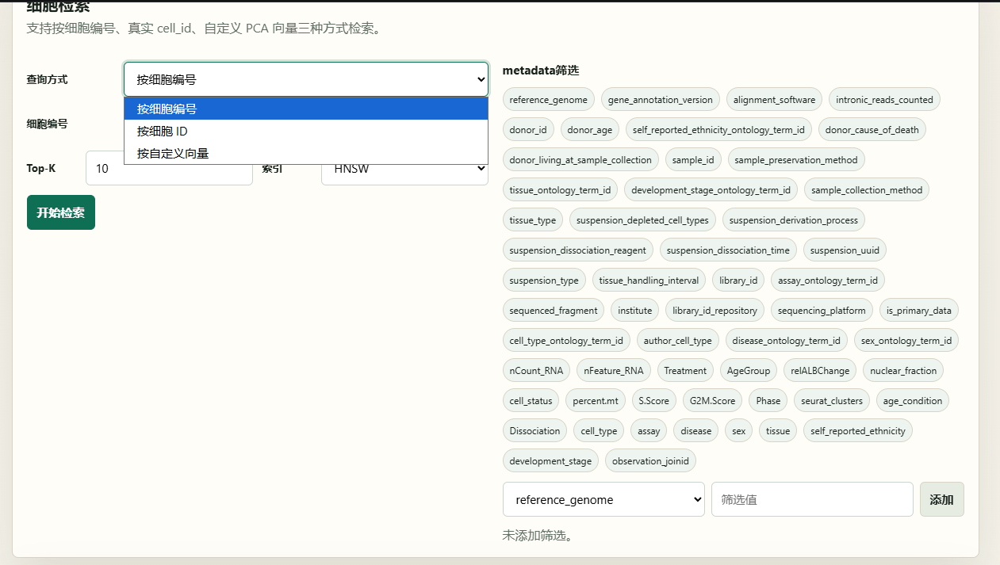 细胞检索
支持按细胞编号、真实 cell_id、自定义 PCA 向量三种方式检索。
查询方式
按细胞编号
按细胞编号
按细胞 ID
按自定义向量
细胞编号
Top-K
10
索引
HNSW
开始检索
metadata筛选
reference_genome gene_annotation_version alignment_software intronic_reads_counted
donor_id donor_age self_reported_ethnicity_ontology_term_id donor_cause_of_death
donor_living_at_sample_collection sample_id sample_preservation_method
tissue_ontology_term_id development_stage_ontology_term_id sample_collection_method
tissue_type suspension_depleted_cell_types suspension_derivation_process
suspension_dissociation_reagent suspension_dissociation_time suspension_uuid
suspension_type tissue_handling_interval library_id assay_ontology_term_id
sequenced_fragment institute library_id_repository sequencing_platform is_primary_data
cell_type_ontology_term_id author_cell_type disease_ontology_term_id sex_ontology_term_id
nCount_RNA nFeature_RNA Treatment AgeGroup relALBChange nuclear_fraction
cell_status percent.mt S.Score G2M.Score Phase seurat_clusters age_condition
Dissociation cell_type assay disease sex tissue self_reported_ethnicity
development_stage observation_joinid
reference_genome 筛选值 添加
未添加筛选。